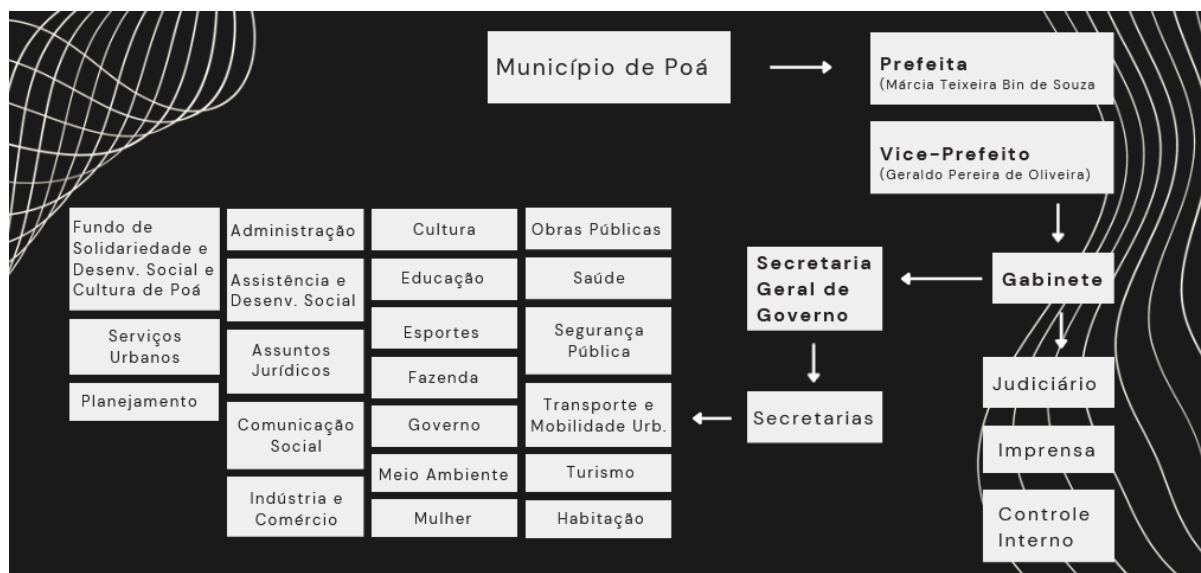 Município de Poá
Prefeita
(Márcia Teixeira Bin de Souza
Vice-Prefeito
(Geraldo Pereira de Oliveira)
Gabinete
Secretaria
Geral de
Governo
Judiciário
Imprensa
Controle
Interno
Secretarias
Fundo de
Solidariedade e
Desenv. Social e
Cultura de Poá
Serviços
Urbanos
Planejamento
Administração
Assistência e
Desenv. Social
Assuntos
Jurídicos
Comunicação
Social
Indústria e
Comércio
Cultura
Educação
Esportes
Fazenda
Governo
Meio Ambiente
Mulher
Obras Públicas
Saúde
Segurança
Pública
Transporte e
Mobilidade Urb.
Turismo
Habitação